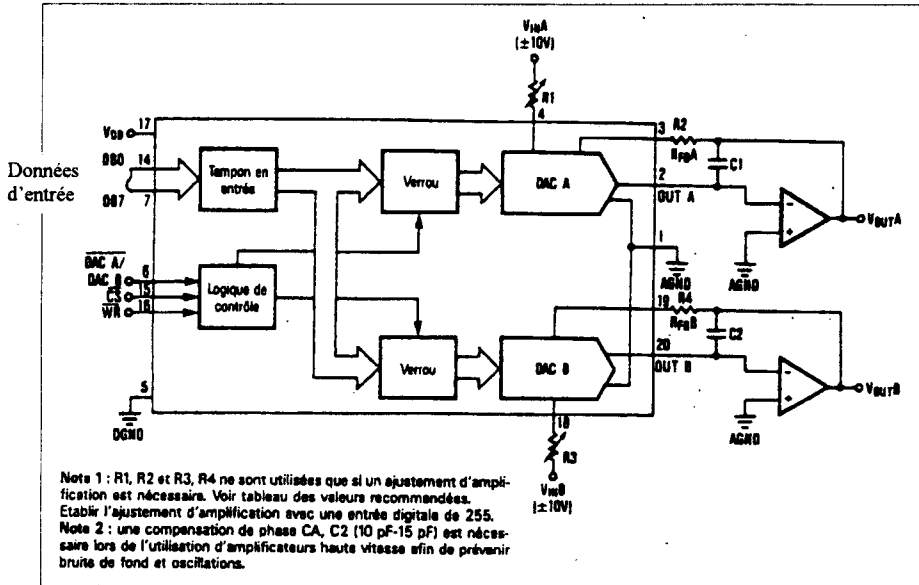 V_IN A
(±10V)
R1
4
17
V_DD
3
R2
R_FB A
C1
Données
d'entrée
DB0
14
DB7
7
Tampon en
entrée
Verrou
DAC A
2
OUT A
V_OUT A
1
AGND
AGND
DAC A/
DAC B
6
CS
15
WR
16
Logique de
contrôle
19
R4
R_FB B
C2
Verrou
DAC B
20
OUT B
V_OUT B
5
DGND
AGND
18
R3
V_IN B
(±10V)
Note 1 : R1, R2 et R3, R4 ne sont utilisées que si un ajustement d'ampli-
fication est nécessaire. Voir tableau des valeurs recommandées.
Etablir l'ajustement d'amplification avec une entrée digitale de 255.
Note 2 : une compensation de phase CA, C2 (10 pF-15 pF) est néces-
saire lors de l'utilisation d'amplificateurs haute vitesse afin de prévenir
bruits de fond et oscillations.